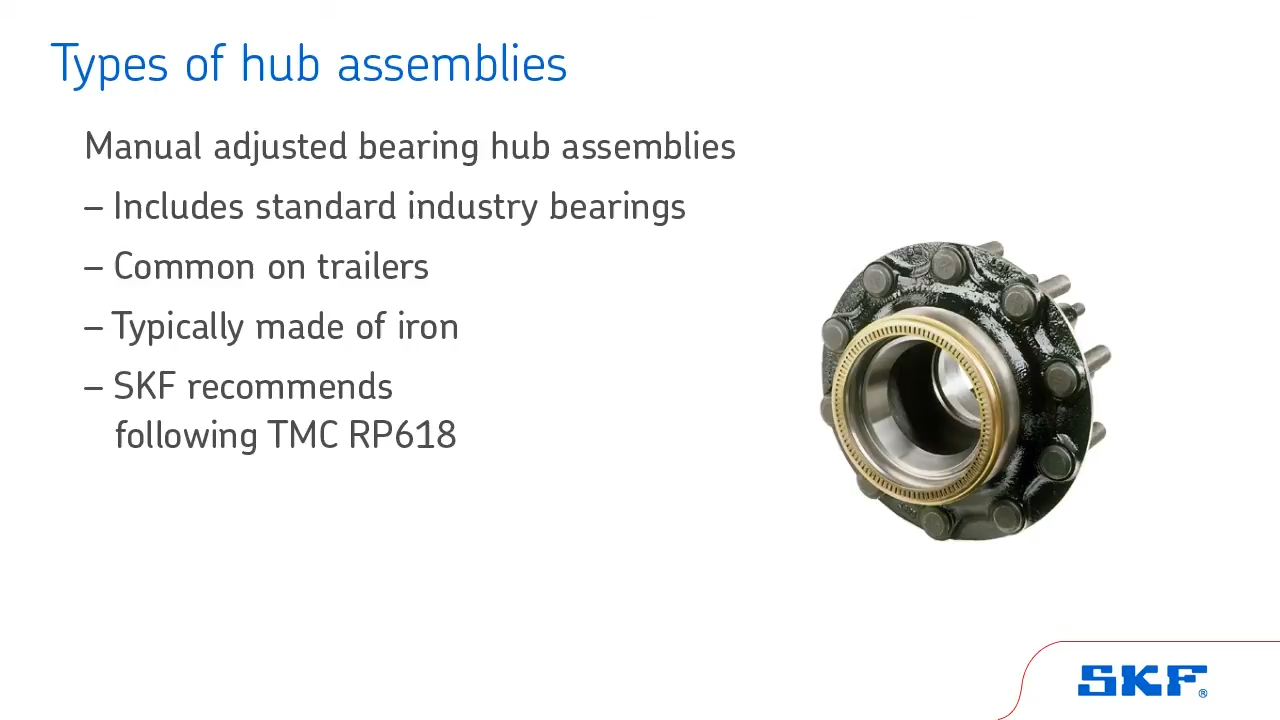 Types of hub assemblies
Manual adjusted bearing hub assemblies
– Includes standard industry bearings
– Common on trailers
– Typically made of iron
– SKF recommends
following TMC RP618
SKF®